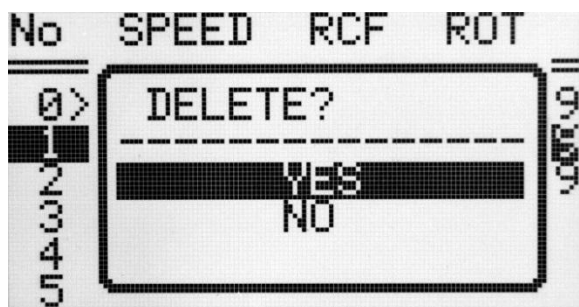 No SPEED RCF ROT
0> DELETE? 9
1
2 YES 9
3 NO
4
5